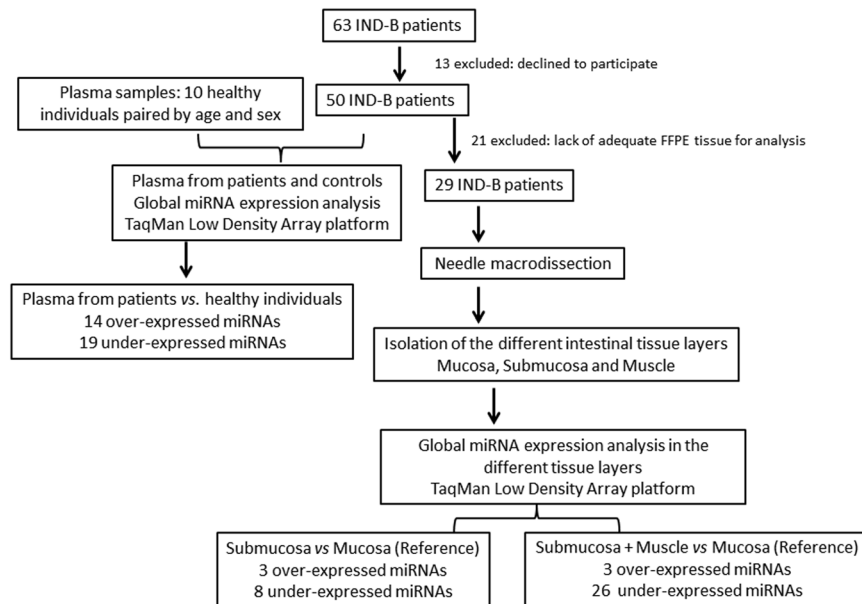 63 IND-B patients
13 excluded: declined to participate
Plasma samples: 10 healthy
individuals paired by age and sex
50 IND-B patients
21 excluded: lack of adequate FFPE tissue for analysis
Plasma from patients and controls
Global miRNA expression analysis
TaqMan Low Density Array platform
29 IND-B patients
Needle macrodissection
Plasma from patients vs. healthy individuals
14 over-expressed miRNAs
19 under-expressed miRNAs
Isolation of the different intestinal tissue layers
Mucosa, Submucosa and Muscle
Global miRNA expression analysis in the
different tissue layers
TaqMan Low Density Array platform
Submucosa vs Mucosa (Reference)
3 over-expressed miRNAs
8 under-expressed miRNAs
Submucosa + Muscle vs Mucosa (Reference)
3 over-expressed miRNAs
26 under-expressed miRNAs